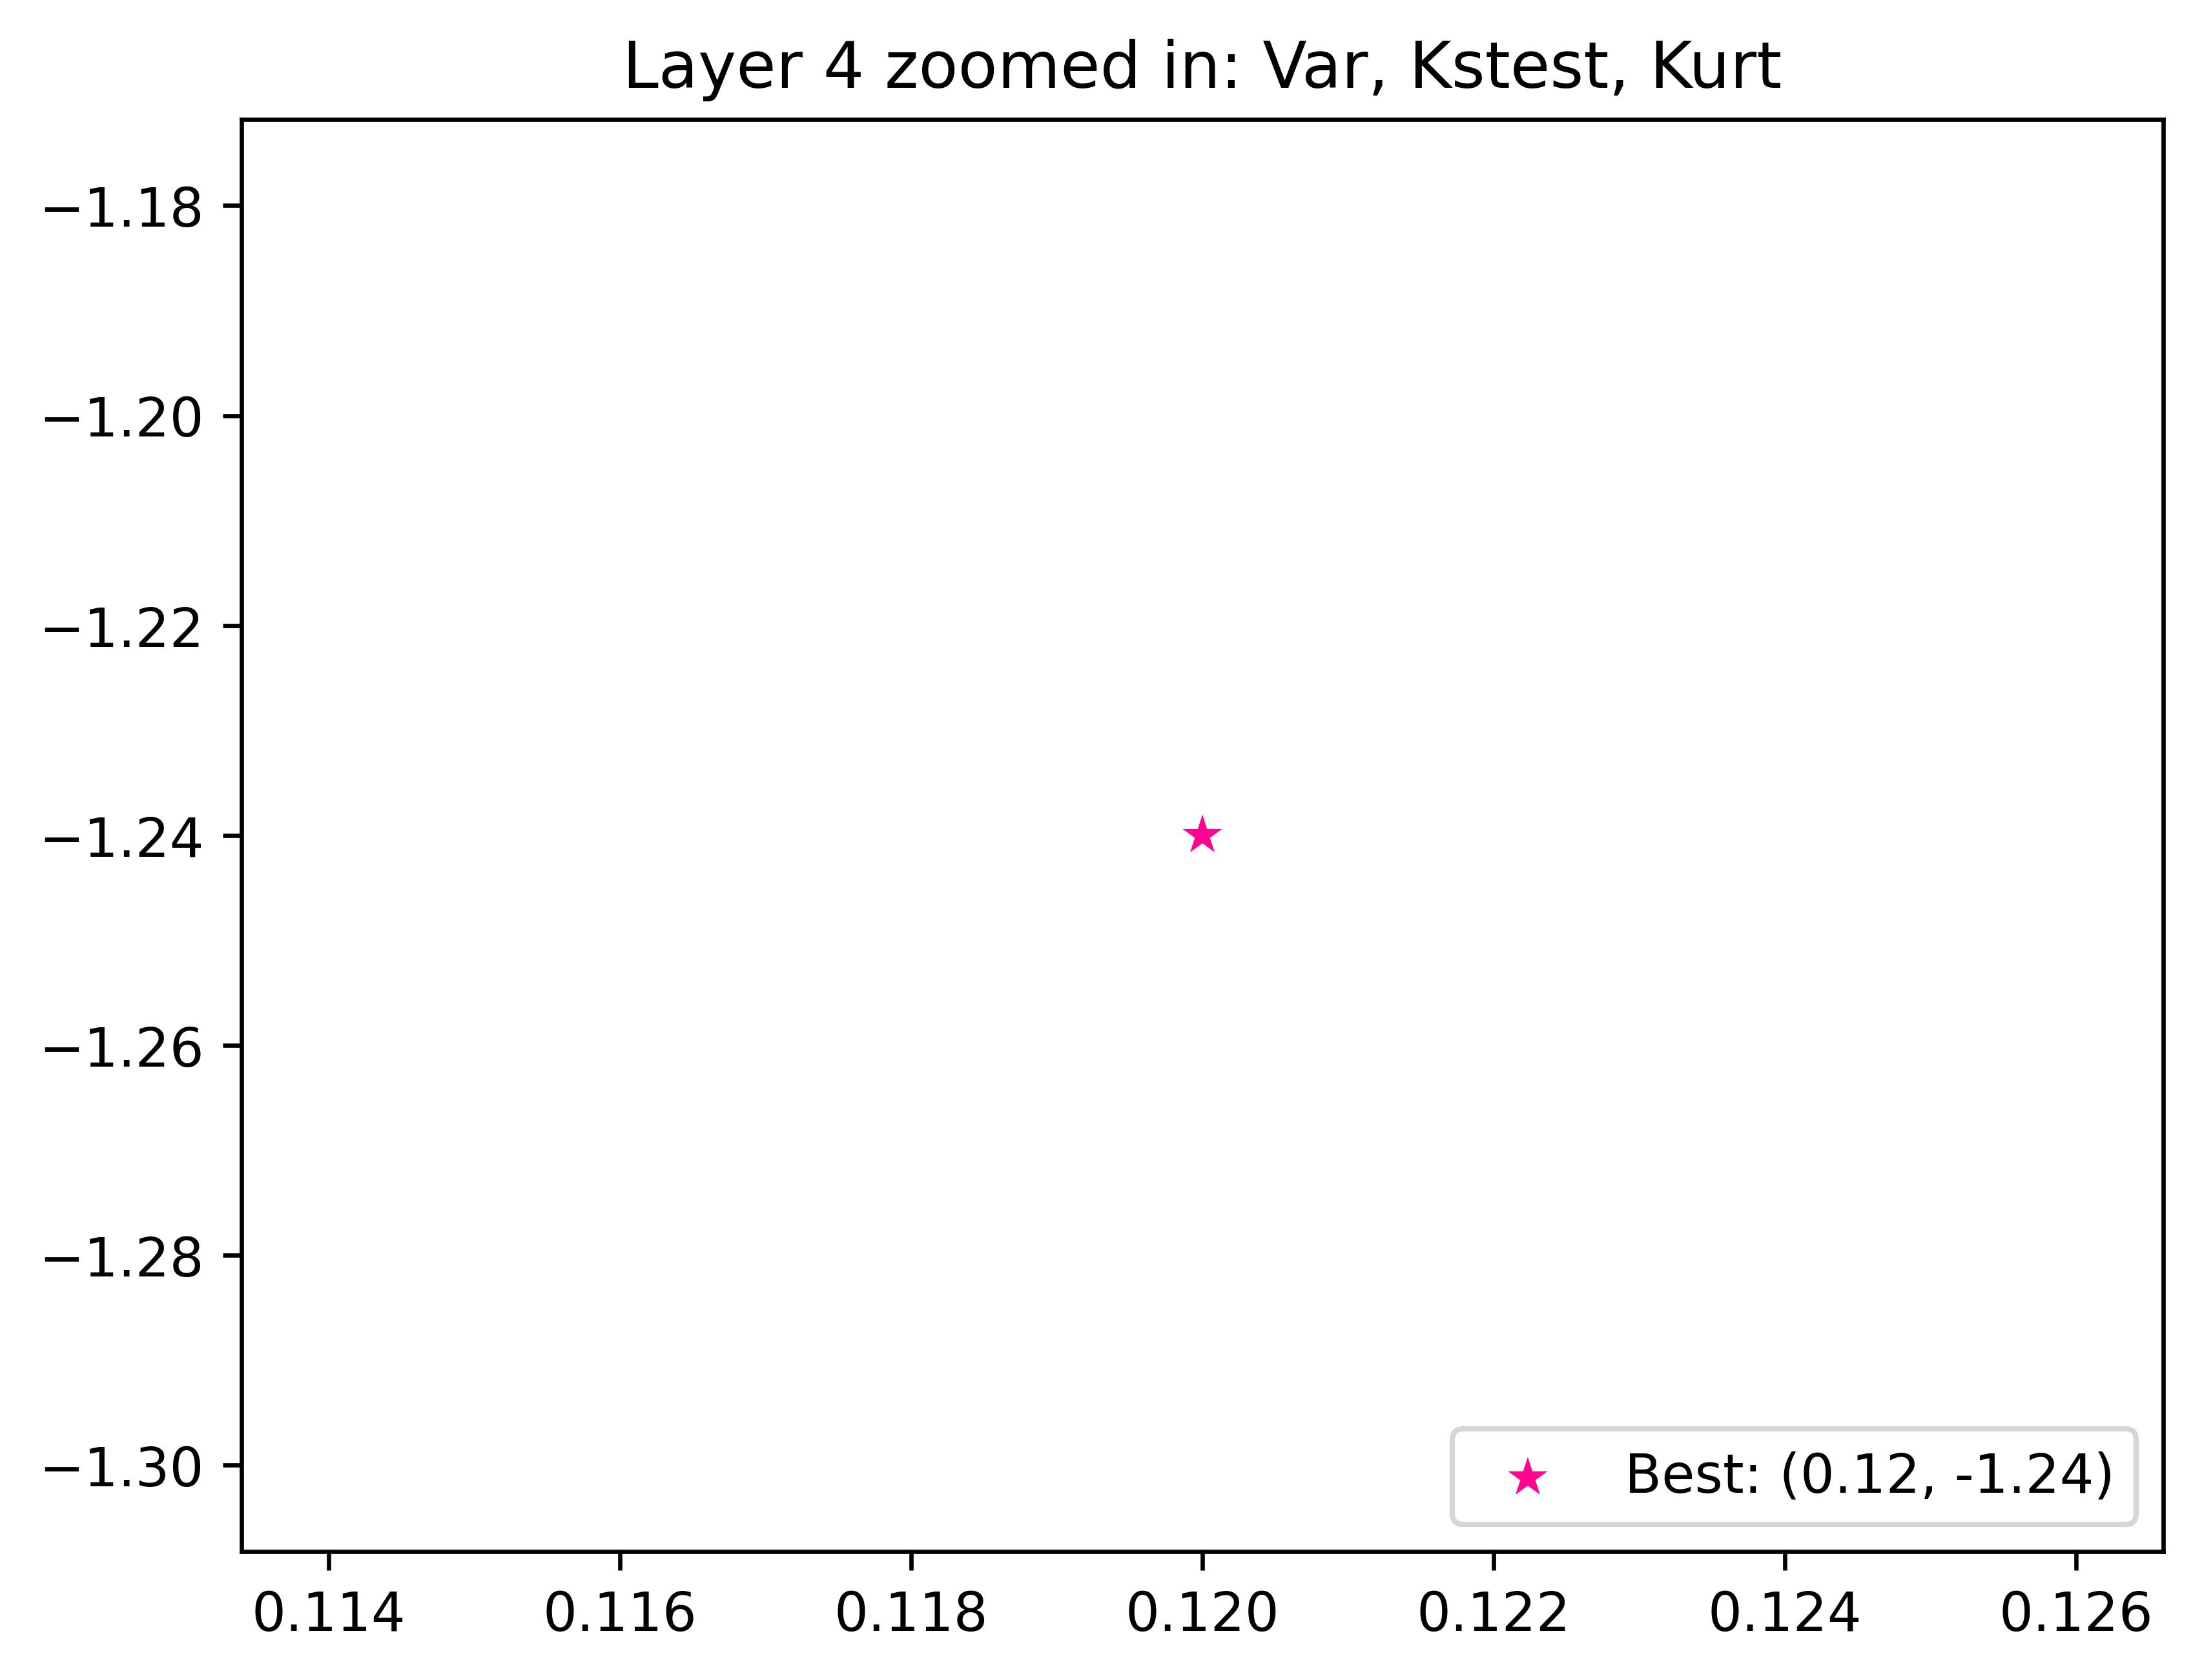 Layer 4 zoomed in: Var, Kstest, Kurt
−1.18
−1.20
−1.22
−1.24
−1.26
−1.28
−1.30
Best: (0.12, -1.24)
0.114 0.116 0.118 0.120 0.122 0.124 0.126